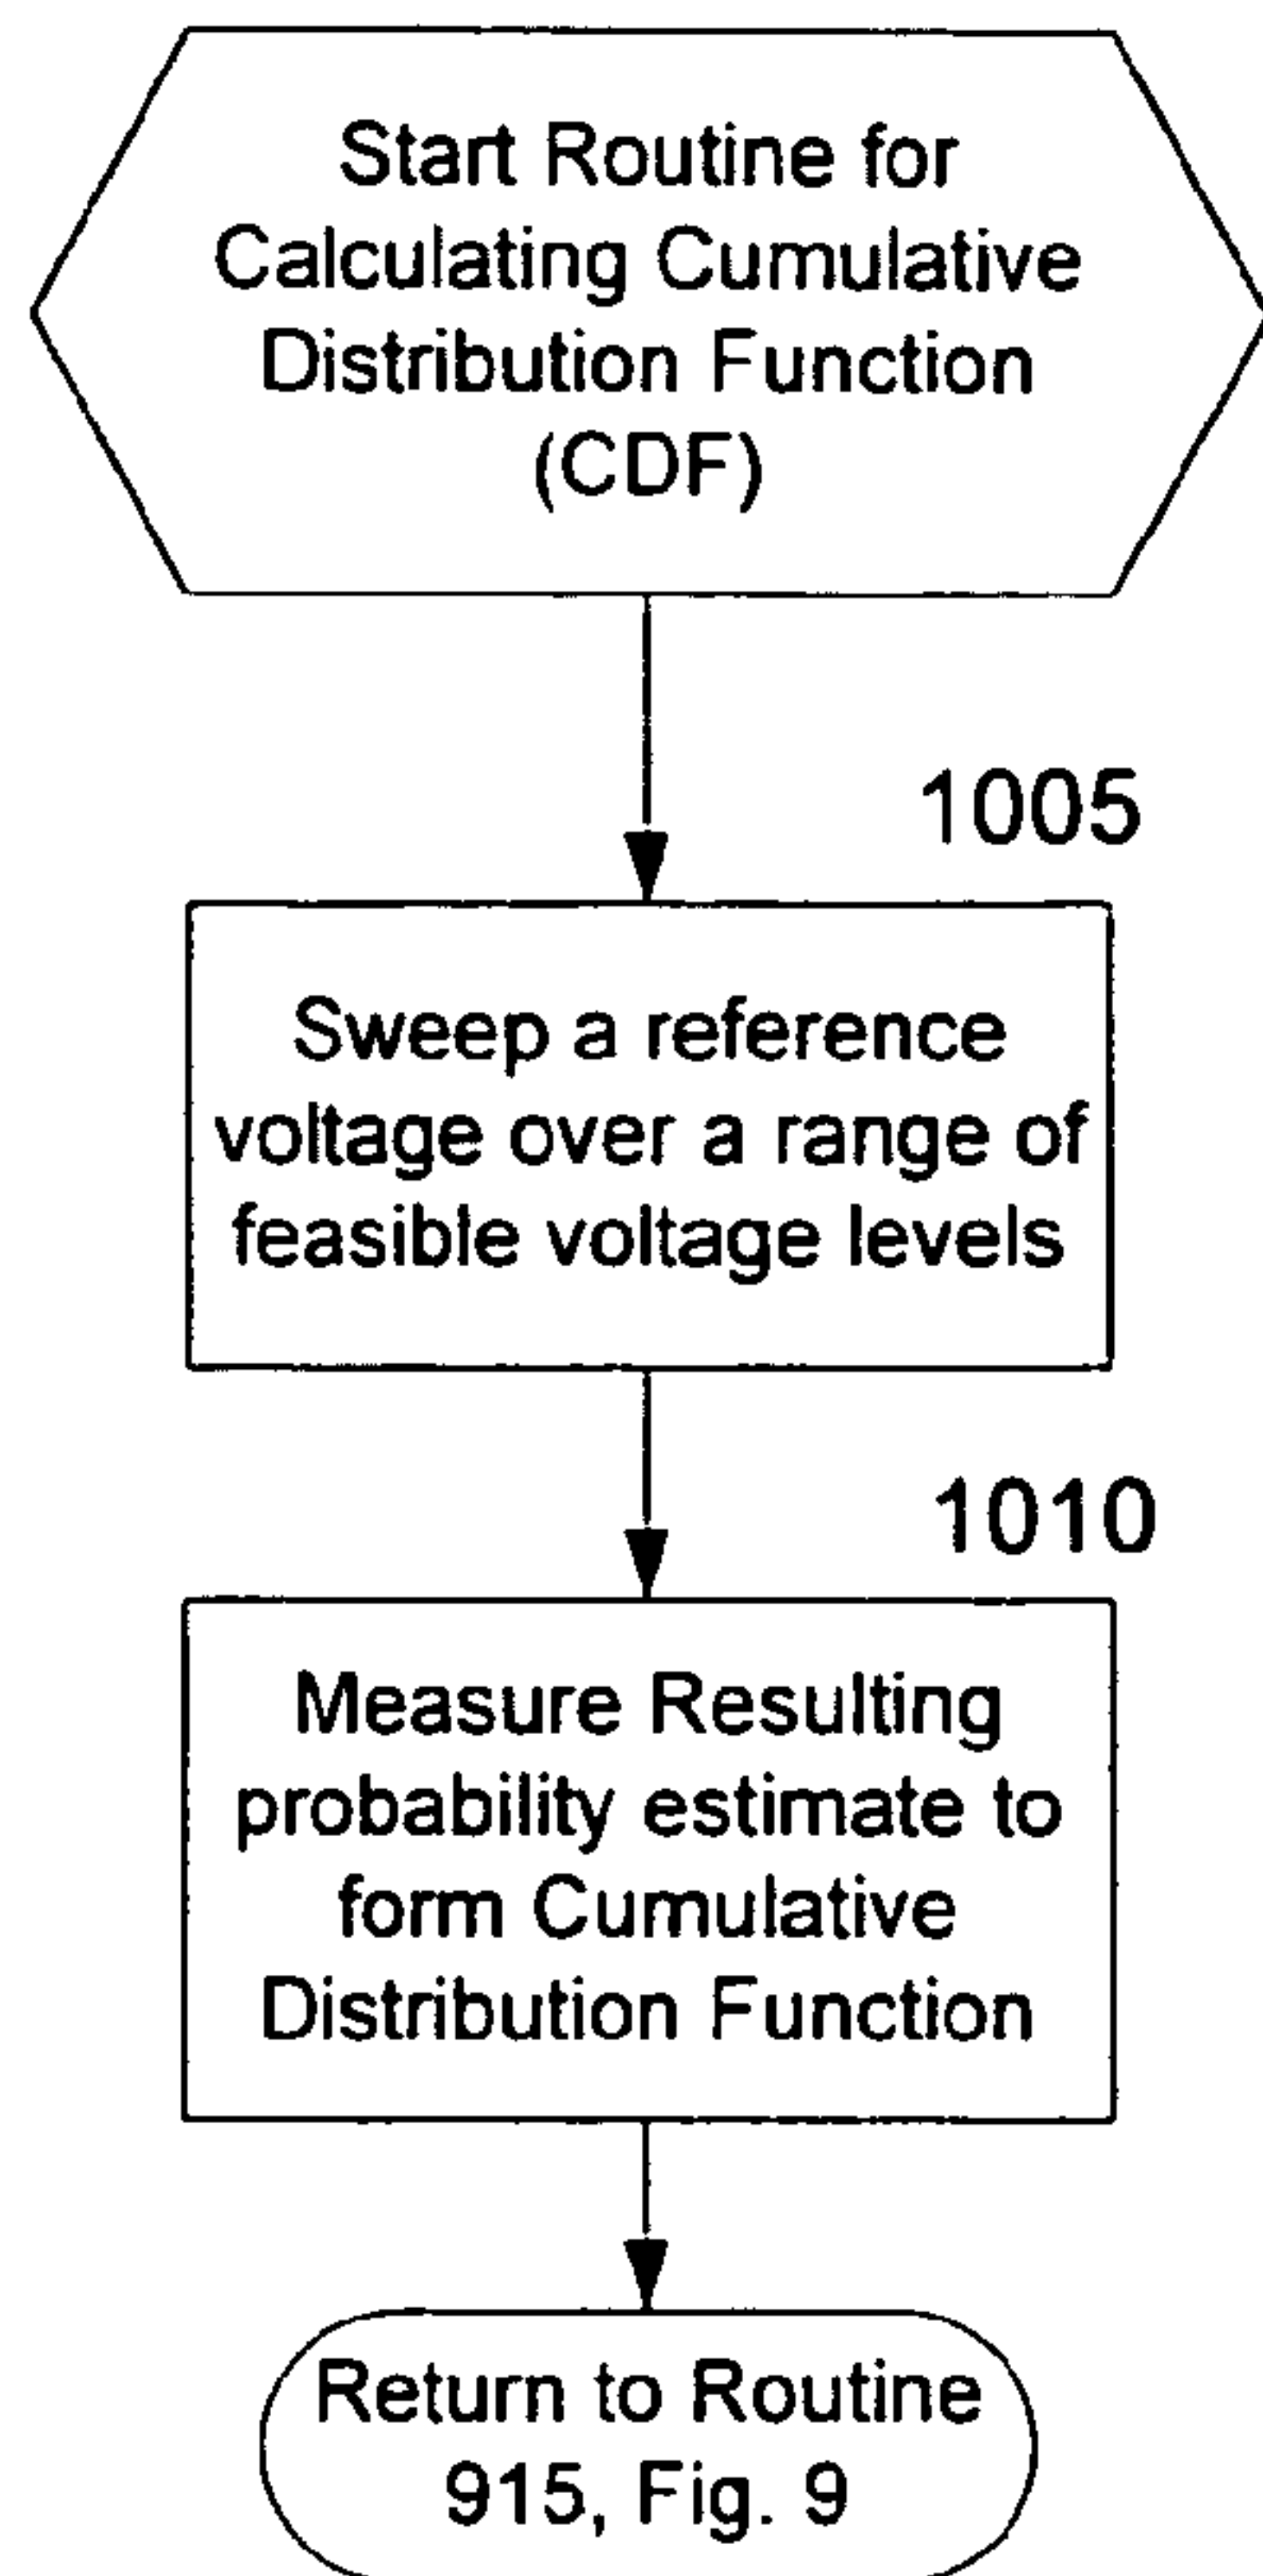 Start Routine for
Calculating Cumulative
Distribution Function
(CDF)
1005
Sweep a reference
voltage over a range of
feasible voltage levels
1010
Measure Resulting
probability estimate to
form Cumulative
Distribution Function
Return to Routine
915, Fig. 9